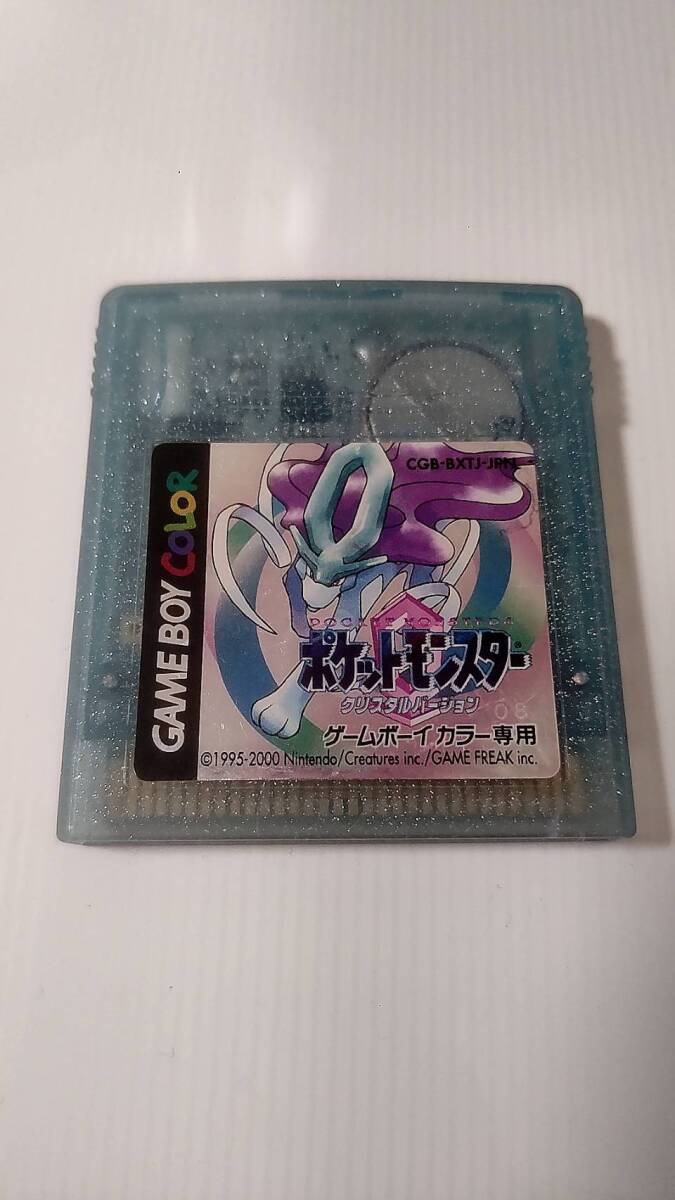 GAME BOY COLOR
CGB-BXTJ-JPN
POCKET MONSTERS
ポケットモンスター
クリスタルバージョン
08
ゲームボーイカラー専用
©1995-2000 Nintendo/Creatures inc./GAME FREAK inc.